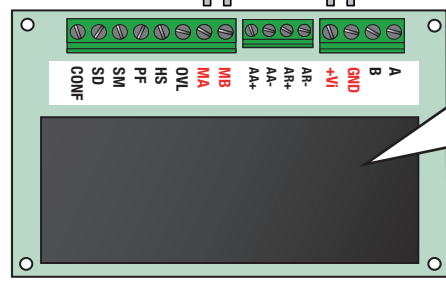 CONF SD SM PF HS OVL MA MB AA+ AA- AR+ AR- +Vi GND B A